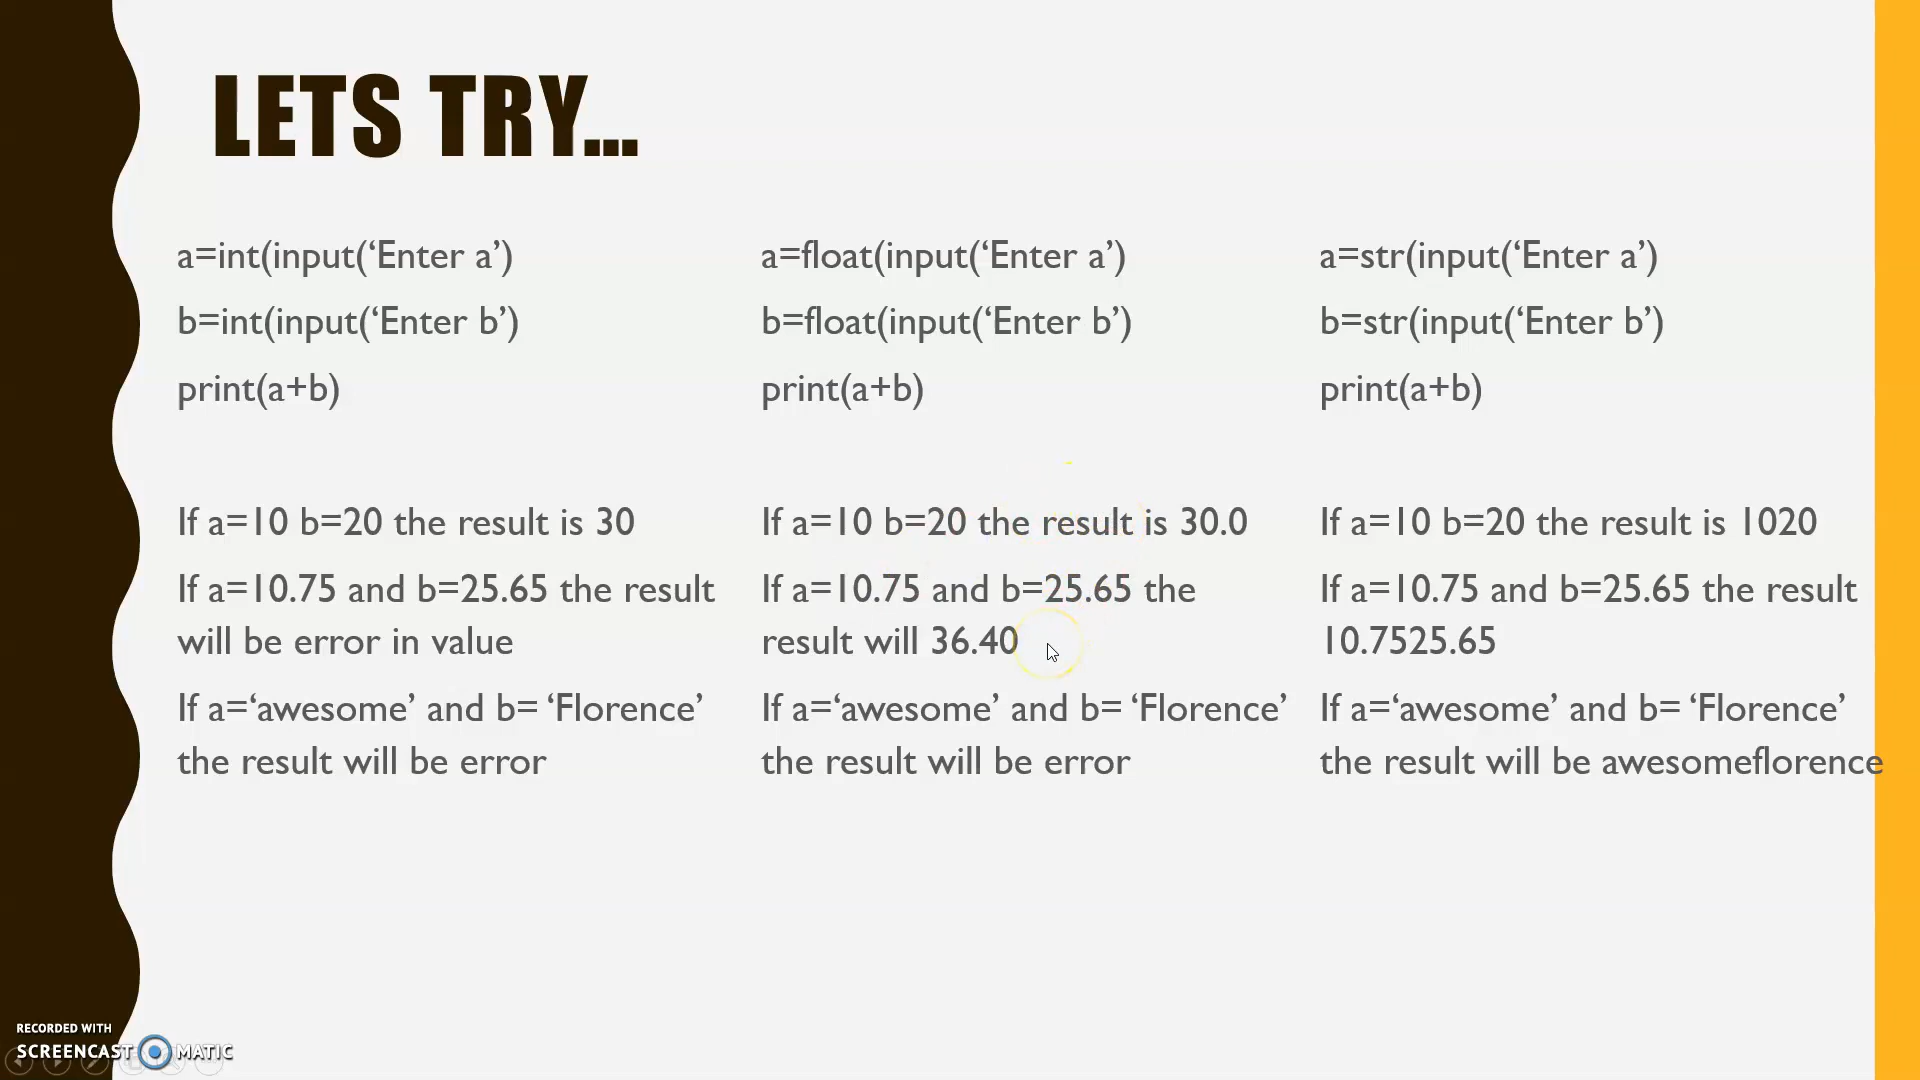 LETS TRY...
a=int(input(‘Enter a’)
b=int(input(‘Enter b’)
print(a+b)
If a=10 b=20 the result is 30
If a=10.75 and b=25.65 the result
will be error in value
If a=‘awesome’ and b= ‘Florence’
the result will be error
a=float(input(‘Enter a’)
b=float(input(‘Enter b’)
print(a+b)
If a=10 b=20 the result is 30.0
If a=10.75 and b=25.65 the
result will 36.40
If a=‘awesome’ and b= ‘Florence’
the result will be error
a=str(input(‘Enter a’)
b=str(input(‘Enter b’)
print(a+b)
If a=10 b=20 the result is 1020
If a=10.75 and b=25.65 the result
10.7525.65
If a=‘awesome’ and b= ‘Florence’
the result will be awesomeflorence
RECORDED WITH
SCREENCAST MATIC